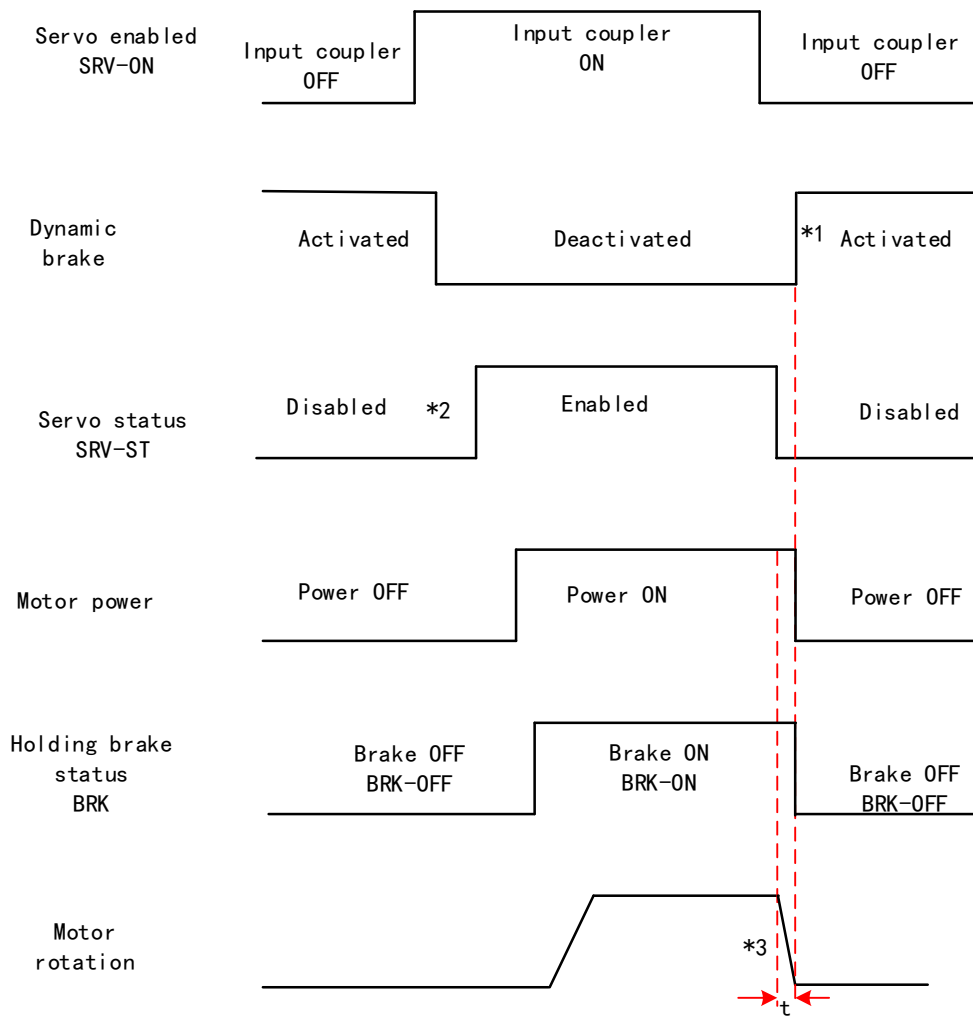 Servo enabled
SRV-ON
Input coupler
OFF
Input coupler
ON
Input coupler
OFF
Dynamic
brake
Activated
Deactivated
*1
Activated
Servo status
SRV-ST
Disabled
*2
Enabled
Disabled
Motor power
Power OFF
Power ON
Power OFF
Holding brake
status
BRK
Brake OFF
BRK-OFF
Brake ON
BRK-ON
Brake OFF
BRK-OFF
Motor
rotation
*3
t